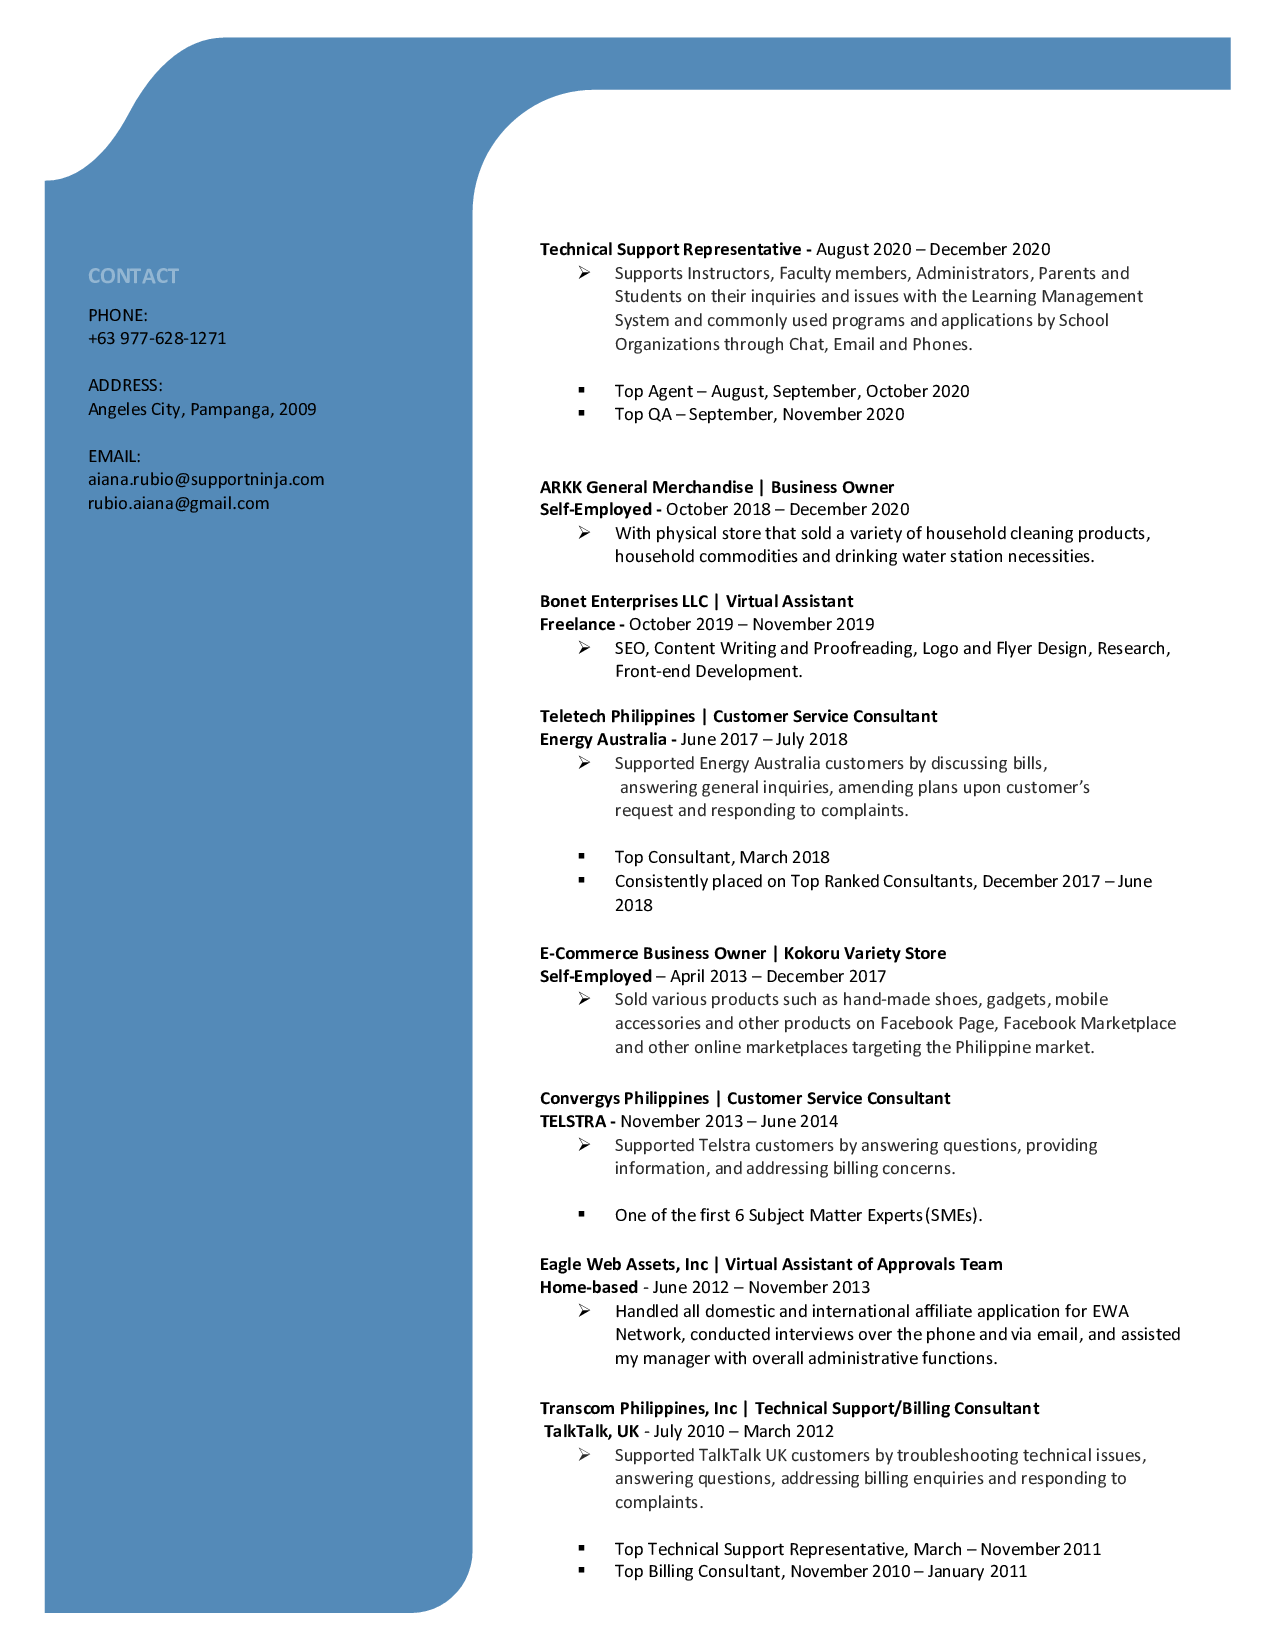 CONTACT
PHONE:
+63 977-628-1271
ADDRESS:
Angeles City, Pampanga, 2009
EMAIL:
aiana.rubio@supportninja.com
rubio.aiana@gmail.com
Technical Support Representative - August 2020 – December 2020
➢ Supports Instructors, Faculty members, Administrators, Parents and
Students on their inquiries and issues with the Learning Management
System and commonly used programs and applications by School
Organizations through Chat, Email and Phones.
▪ Top Agent – August, September, October 2020
▪ Top QA – September, November 2020
ARKK General Merchandise | Business Owner
Self-Employed - October 2018 – December 2020
➢ With physical store that sold a variety of household cleaning products,
household commodities and drinking water station necessities.
Bonet Enterprises LLC | Virtual Assistant
Freelance - October 2019 – November 2019
➢ SEO, Content Writing and Proofreading, Logo and Flyer Design, Research,
Front-end Development.
Teletech Philippines | Customer Service Consultant
Energy Australia - June 2017 – July 2018
➢ Supported Energy Australia customers by discussing bills,
answering general inquiries, amending plans upon customer’s
request and responding to complaints.
▪ Top Consultant, March 2018
▪ Consistently placed on Top Ranked Consultants, December 2017 – June
2018
E-Commerce Business Owner | Kokoru Variety Store
Self-Employed – April 2013 – December 2017
➢ Sold various products such as hand-made shoes, gadgets, mobile
accessories and other products on Facebook Page, Facebook Marketplace
and other online marketplaces targeting the Philippine market.
Convergys Philippines | Customer Service Consultant
TELSTRA - November 2013 – June 2014
➢ Supported Telstra customers by answering questions, providing
information, and addressing billing concerns.
▪ One of the first 6 Subject Matter Experts (SMEs).
Eagle Web Assets, Inc | Virtual Assistant of Approvals Team
Home-based - June 2012 – November 2013
➢ Handled all domestic and international affiliate application for EWA
Network, conducted interviews over the phone and via email, and assisted
my manager with overall administrative functions.
Transcom Philippines, Inc | Technical Support/Billing Consultant
TalkTalk, UK - July 2010 – March 2012
➢ Supported TalkTalk UK customers by troubleshooting technical issues,
answering questions, addressing billing enquiries and responding to
complaints.
▪ Top Technical Support Representative, March – November 2011
▪ Top Billing Consultant, November 2010 – January 2011